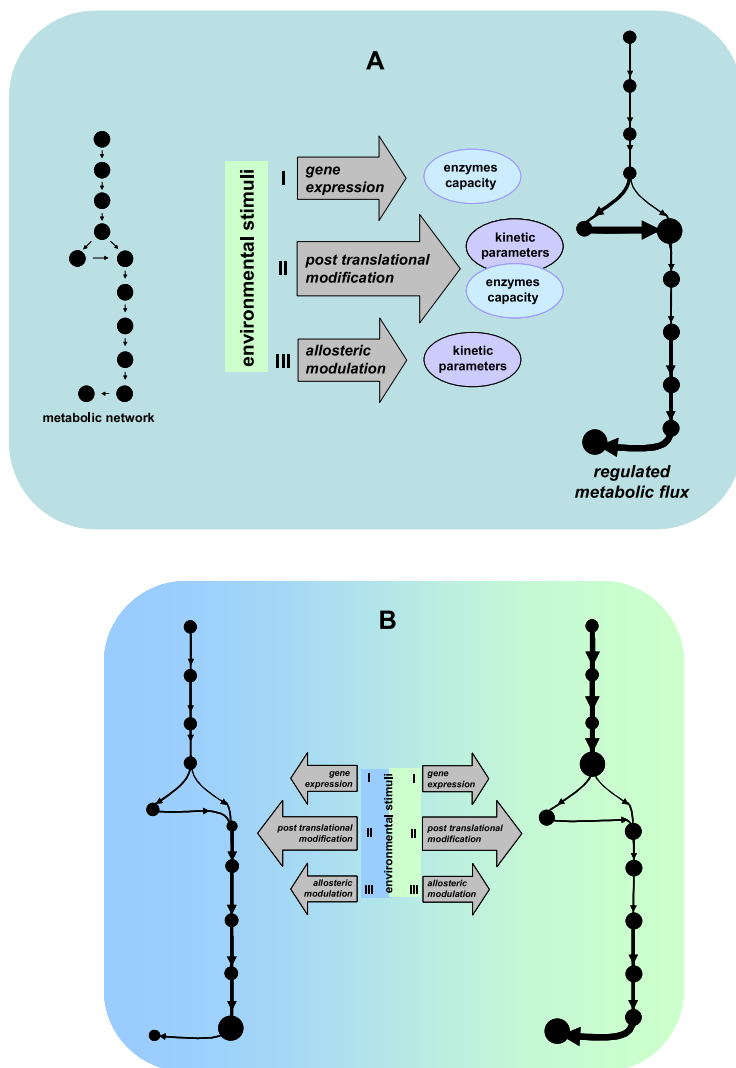 A
environmental stimuli
I
gene
expression
enzymes
capacity
II
post translational
modification
kinetic
parameters
enzymes
capacity
III
allosteric
modulation
kinetic
parameters
metabolic network
regulated
metabolic flux
B
gene
expression
I
environmental stimuli
I
gene
expression
post translational
modification
II
II
post translational
modification
allosteric
modulation
III
III
allosteric
modulation